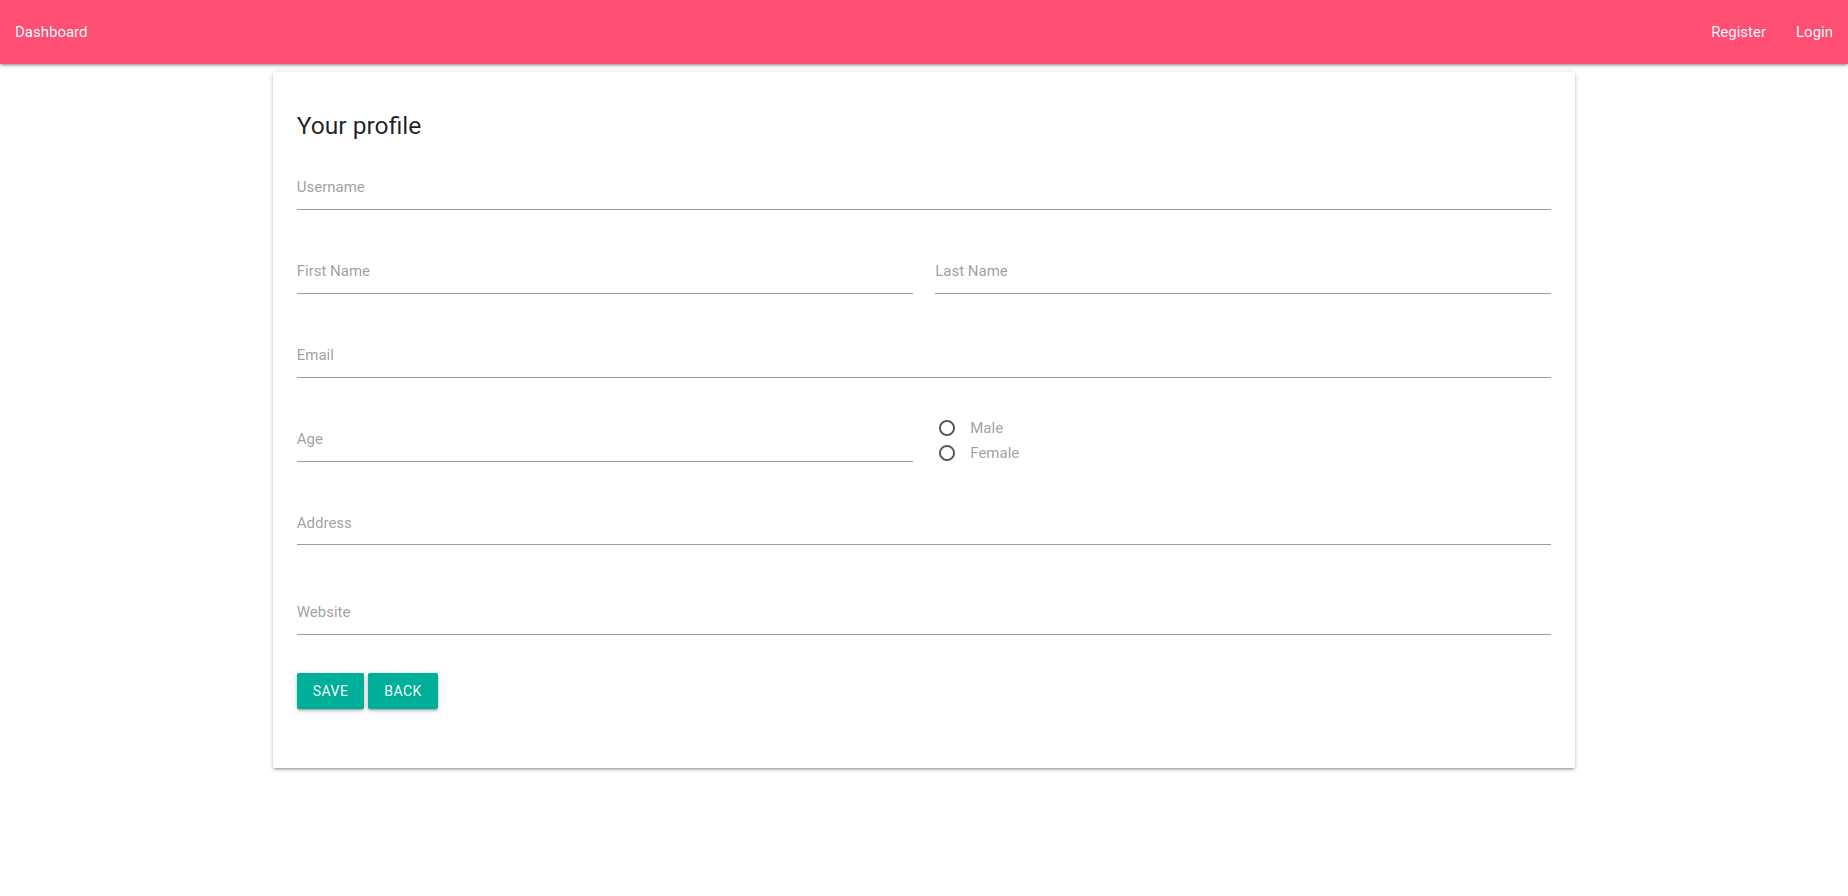 Dashboard Register Login
Your profile
Username
First Name Last Name
Email
Age
Male
Female
Address
Website
SAVE BACK